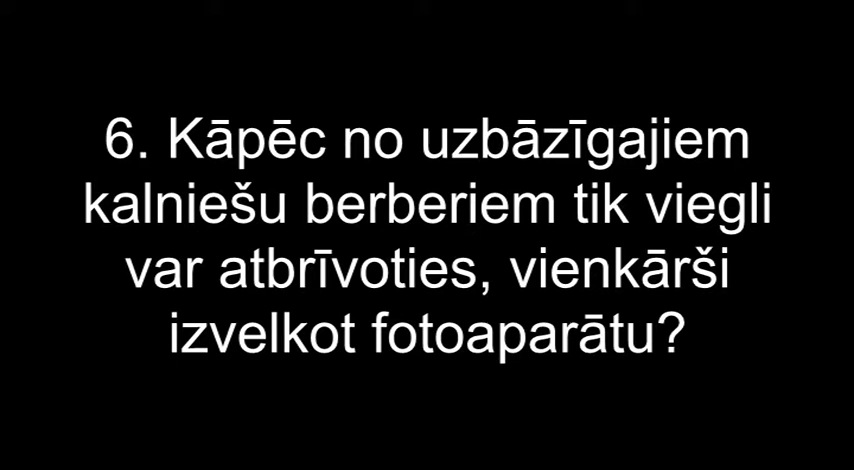 6. Kāpēc no uzbāzīgajiem
kalniešu berberiem tik viegli
var atbrīvoties, vienkārši
izvelkot fotoaparātu?